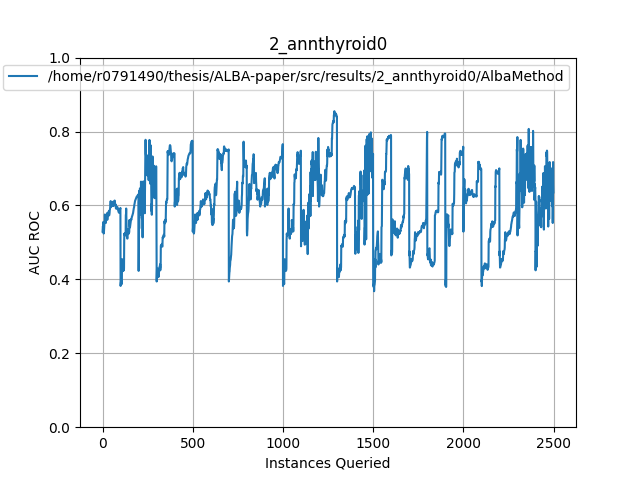 2_annthyroid0
/home/r0791490/thesis/ALBA-paper/src/results/2_annthyroid0/AlbaMethod
1.0
0.8
0.6
0.4
0.2
0.0
AUC ROC
0 500 1000 1500 2000 2500
Instances Queried